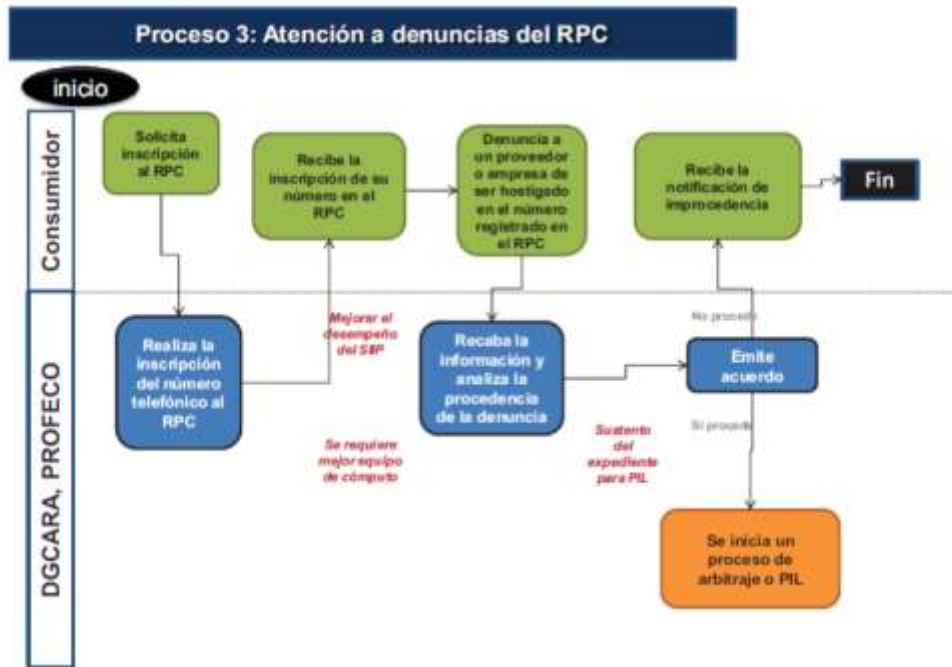 Proceso 3: Atención a denuncias del RPC
inicio
Consumidor
Solicita
inscripción
al RPC
Recibe la
inscripción de su
número en el
RPC
Denuncia a
un proveedor
o empresa de
ser hostigado
en el número
registrado en
el RPC
Recibe la
notificación de
improcedencia
Fin
DGCARA, PROFECO
Realiza la
inscripción
del número
telefónico al
RPC
Mejorar el
desempeño
del SIIP
Se requiere
mejor equipo
de cómputo
Recaba la
información y
analiza la
procedencia
de la denuncia
Sustento
del
expediente
para PIL
No procede
Emite
acuerdo
Si procede
Se inicia un
proceso de
arbitraje o PIL